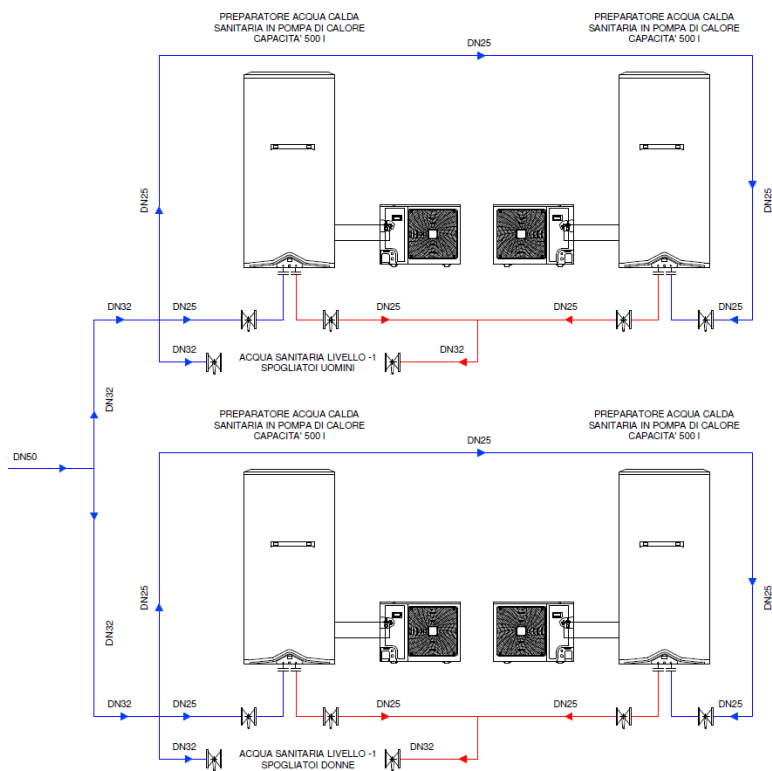 PREPARATORE ACQUA CALDA
SANITARIA IN POMPA DI CALORE
CAPACITA' 500 l
PREPARATORE ACQUA CALDA
SANITARIA IN POMPA DI CALORE
CAPACITA' 500 l
DN25
DN25
DN25
DN32
DN25
DN25
DN25
DN25
DN32
ACQUA SANITARIA LIVELLO -1
SPOGLIATOI UOMINI
DN32
DN32
PREPARATORE ACQUA CALDA
SANITARIA IN POMPA DI CALORE
CAPACITA' 500 l
PREPARATORE ACQUA CALDA
SANITARIA IN POMPA DI CALORE
CAPACITA' 500 l
DN25
DN50
DN25
DN25
DN32
DN32
DN25
DN25
DN25
DN25
DN32
ACQUA SANITARIA LIVELLO -1
SPOGLIATOI DONNE
DN32